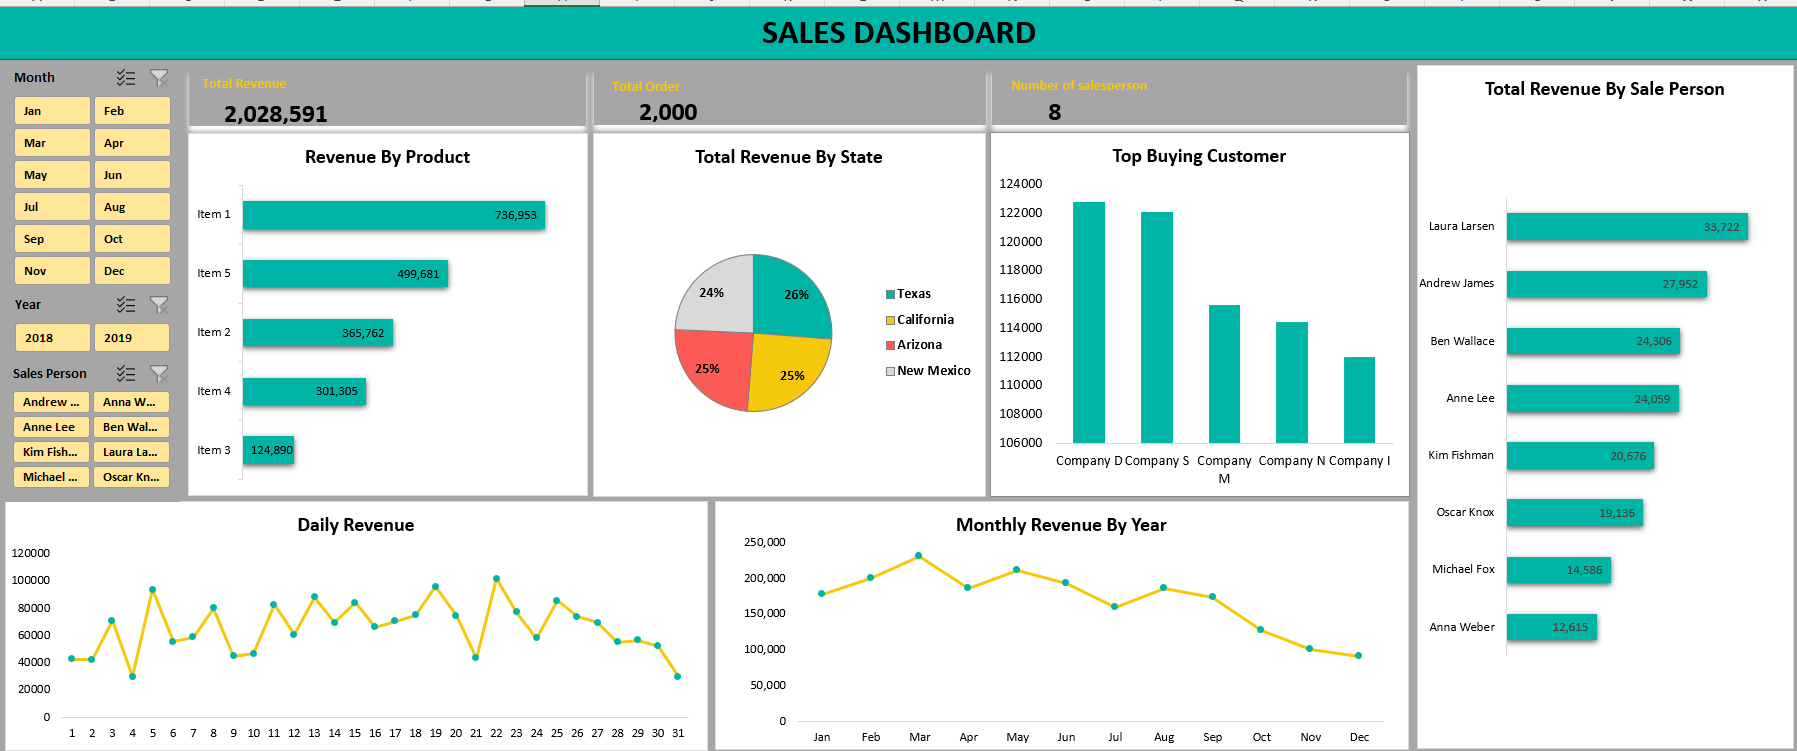 SALES DASHBOARD
Month
Jan Feb
Mar Apr
May Jun
Jul Aug
Sep Oct
Nov Dec
Year
2018 2019
Sales Person
Andrew ... Anna W...
Anne Lee Ben Wal...
Kim Fish... Laura La...
Michael ... Oscar Kn...
Total Revenue
2,028,591
Total Order
2,000
Number of salesperson
8
Revenue By Product
Item 1 736,953
Item 5 499,681
Item 2 365,762
Item 4 301,305
Item 3 124,890
Total Revenue By State
24% 26%
25% 25%
Texas
California
Arizona
New Mexico
Top Buying Customer
124000
122000
120000
118000
116000
114000
112000
110000
108000
106000
Company D Company S Company M Company N Company I
Total Revenue By Sale Person
Laura Larsen 33,722
Andrew James 27,952
Ben Wallace 24,306
Anne Lee 24,059
Kim Fishman 20,676
Oscar Knox 19,136
Michael Fox 14,586
Anna Weber 12,615
Daily Revenue
120000
100000
80000
60000
40000
20000
0
1 2 3 4 5 6 7 8 9 10 11 12 13 14 15 16 17 18 19 20 21 22 23 24 25 26 27 28 29 30 31
Monthly Revenue By Year
250,000
200,000
150,000
100,000
50,000
0
Jan Feb Mar Apr May Jun Jul Aug Sep Oct Nov Dec